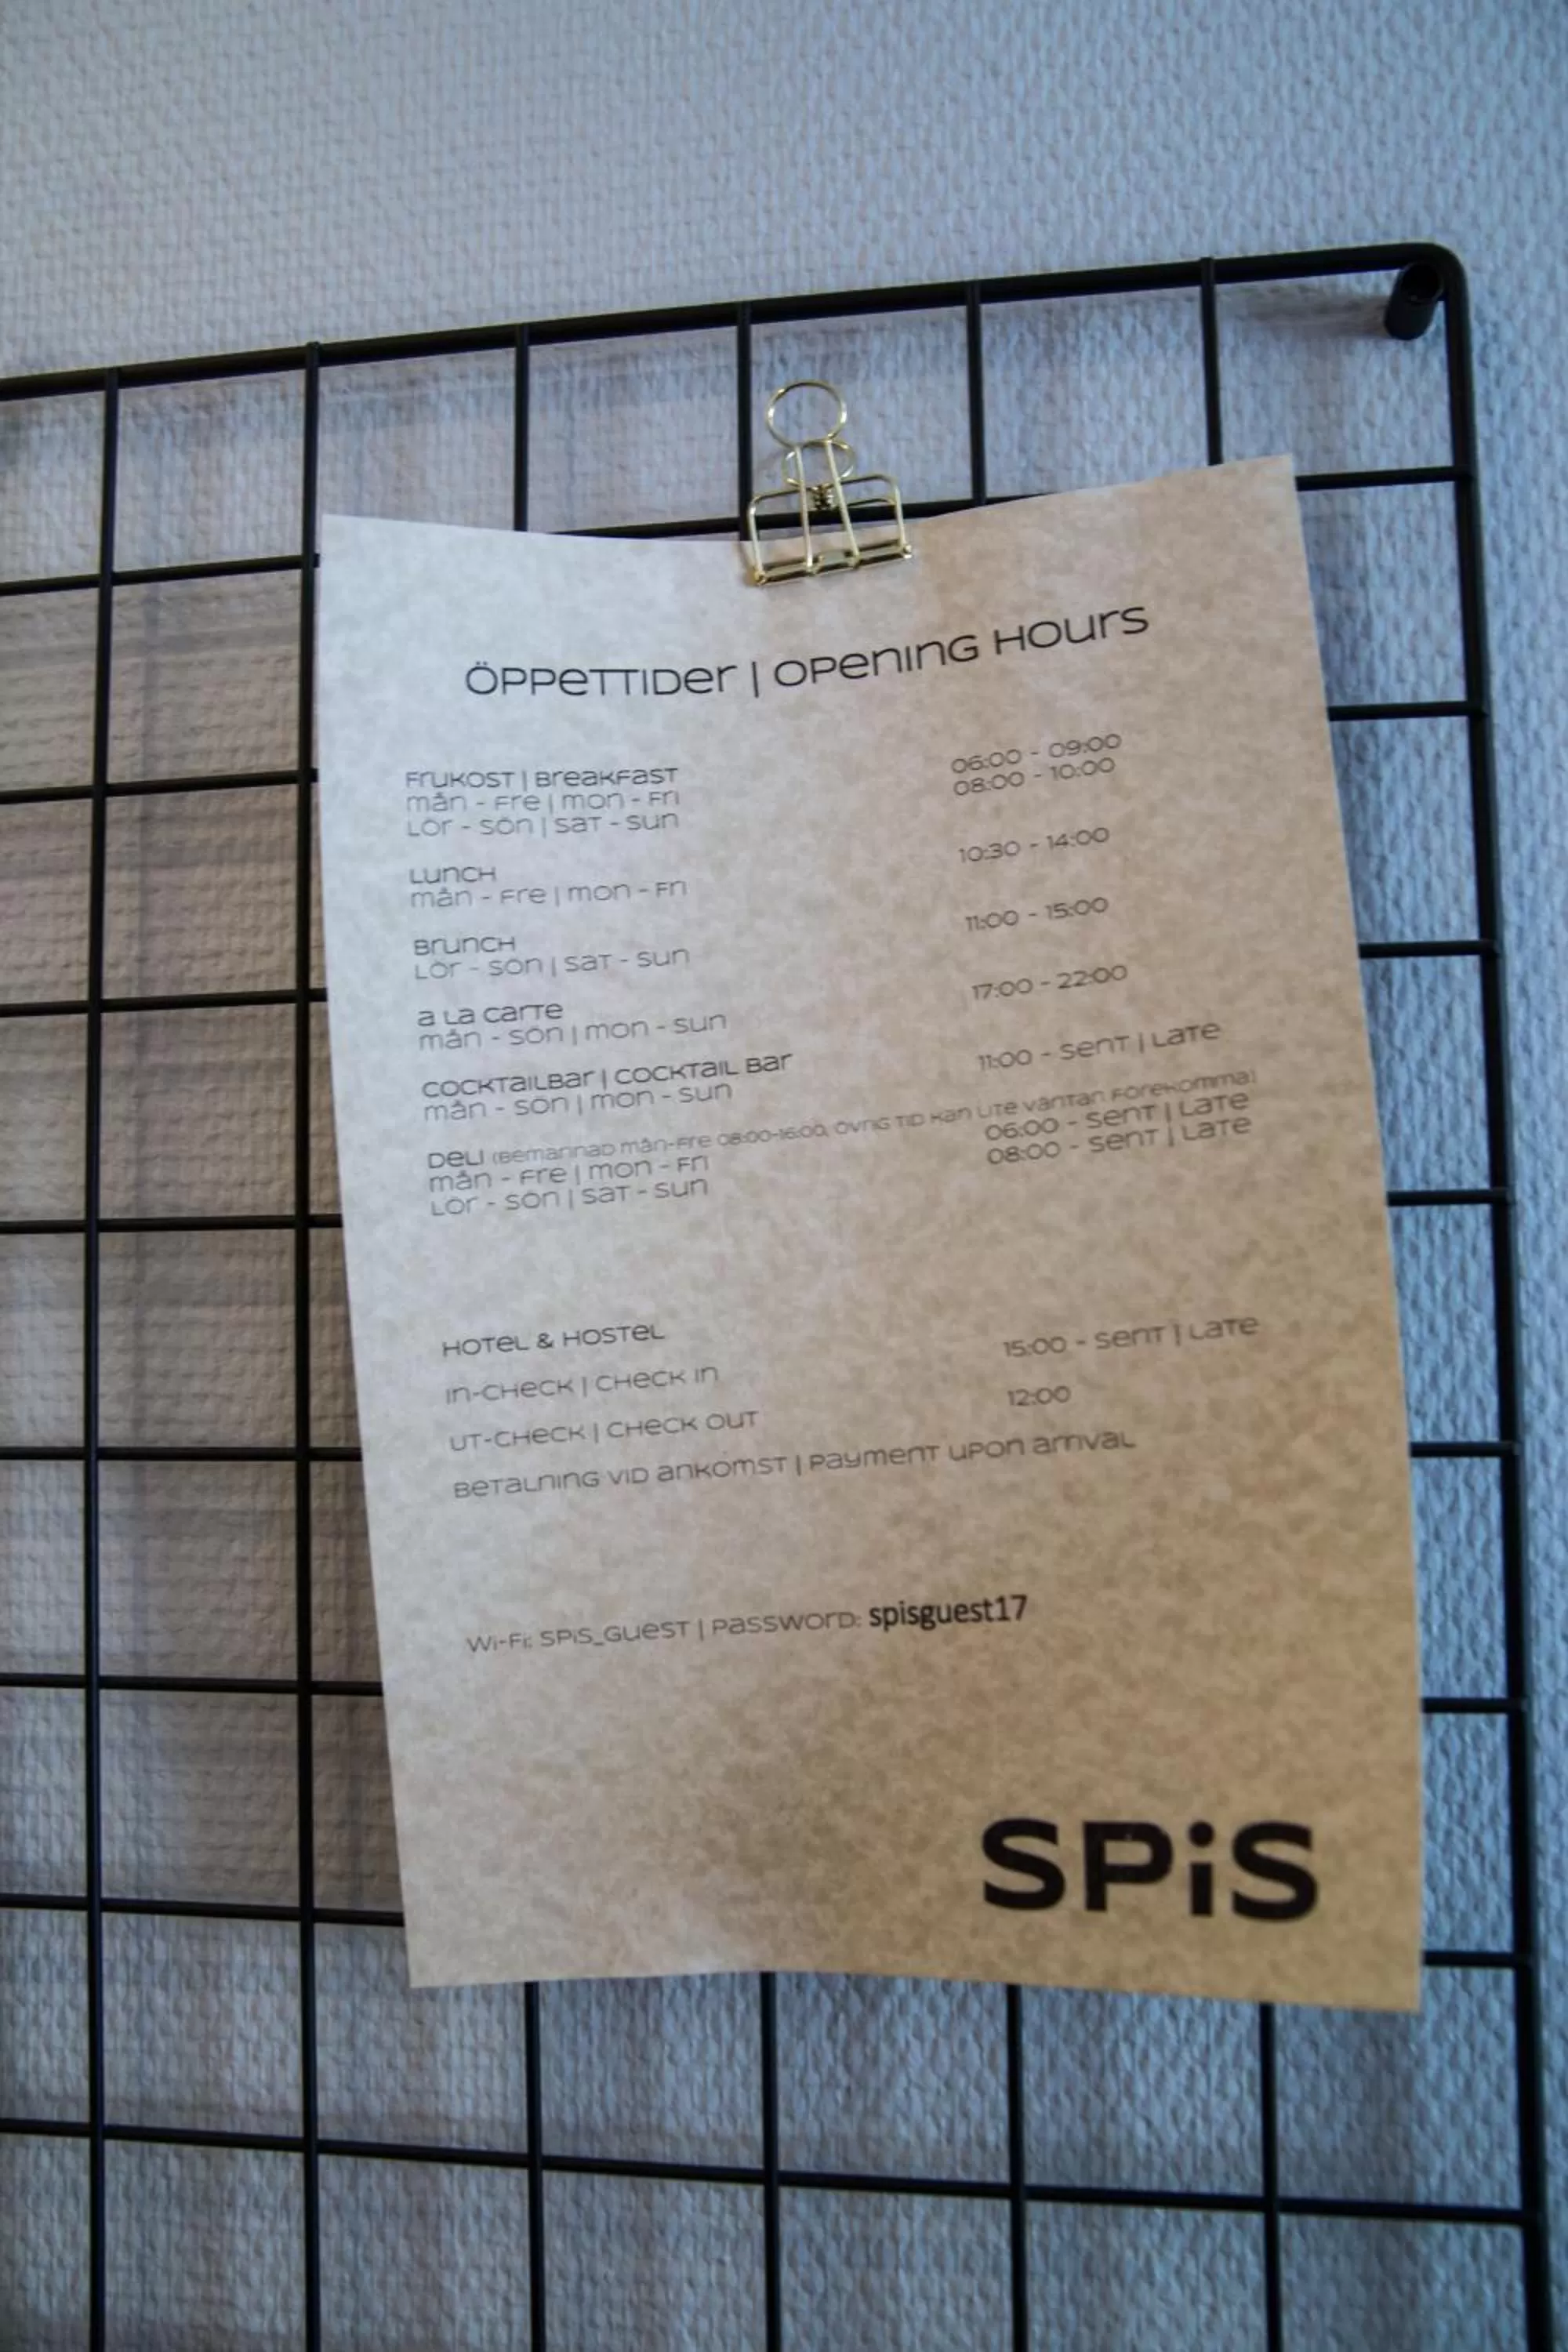 Öppettider | Opening Hours
Frukost | Breakfast
mån - Fre | mon - Fri 06:00 - 09:00
Lör - sön | sat - sun 08:00 - 10:00
Lunch
mån - Fre | mon - Fri 10:30 - 14:00
Brunch
Lör - sön | sat - sun 11:00 - 15:00
a la carte
mån - sön | mon - sun 17:00 - 22:00
Cocktailbar | Cocktail Bar
mån - sön | mon - sun 11:00 - sent | Late
Deli (Bemannad mån-Fre 08:00-16:00, övrig tid kan lite väntan förekomma)
mån - Fre | mon - Fri 06:00 - sent | Late
Lör - sön | sat - sun 08:00 - sent | Late
Hotel & Hostel
In-check | Check in 15:00 - sent | Late
Ut-check | Check out 12:00
Betalning vid ankomst | Payment upon arrival
Wi-Fi: SPiS_Guest | Password: spisguest17
SPiS